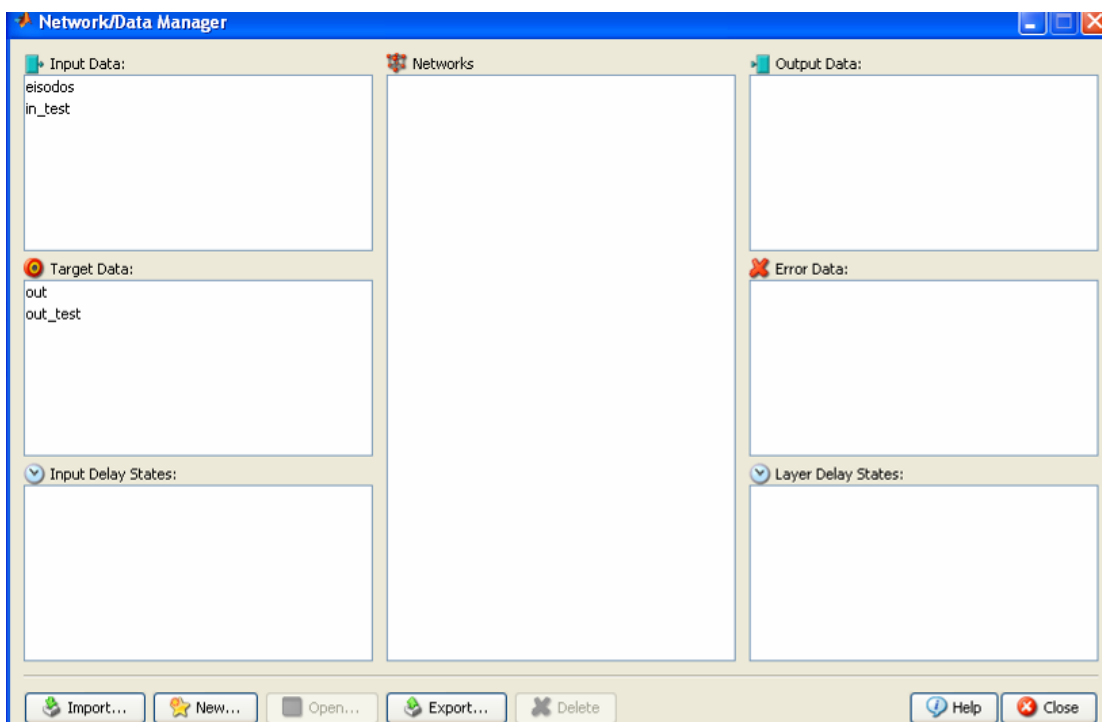 Network/Data Manager
Input Data:
eisodos
in_test
Networks
Output Data:
Target Data:
out
out_test
Error Data:
Input Delay States:
Layer Delay States:
Import...
New...
Open...
Export...
Delete
Help
Close